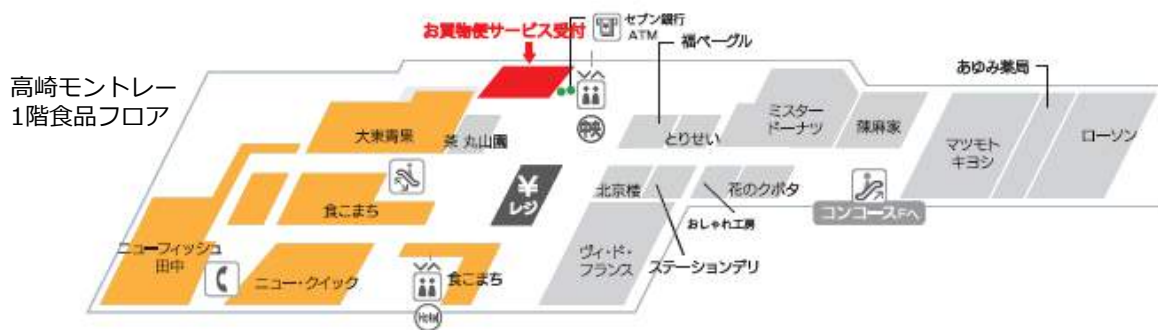 お買物便サービス受付
セブン銀行
ATM
福ベーグル
あゆみ薬局
高崎モントレー
1階食品フロア
大東青果
茶 丸山園
中央
とりせい
ミスター
ドーナツ
陳麻家
マツモト
キヨシ
ローソン
食こまち
¥
レジ
北京楼
花のクボタ
コンコースFへ
おしゃれ工房
ニューフィッシュ
田中
ニュー・クイック
食こまち
ヴィ・ド・
フランス
ステーションデリ